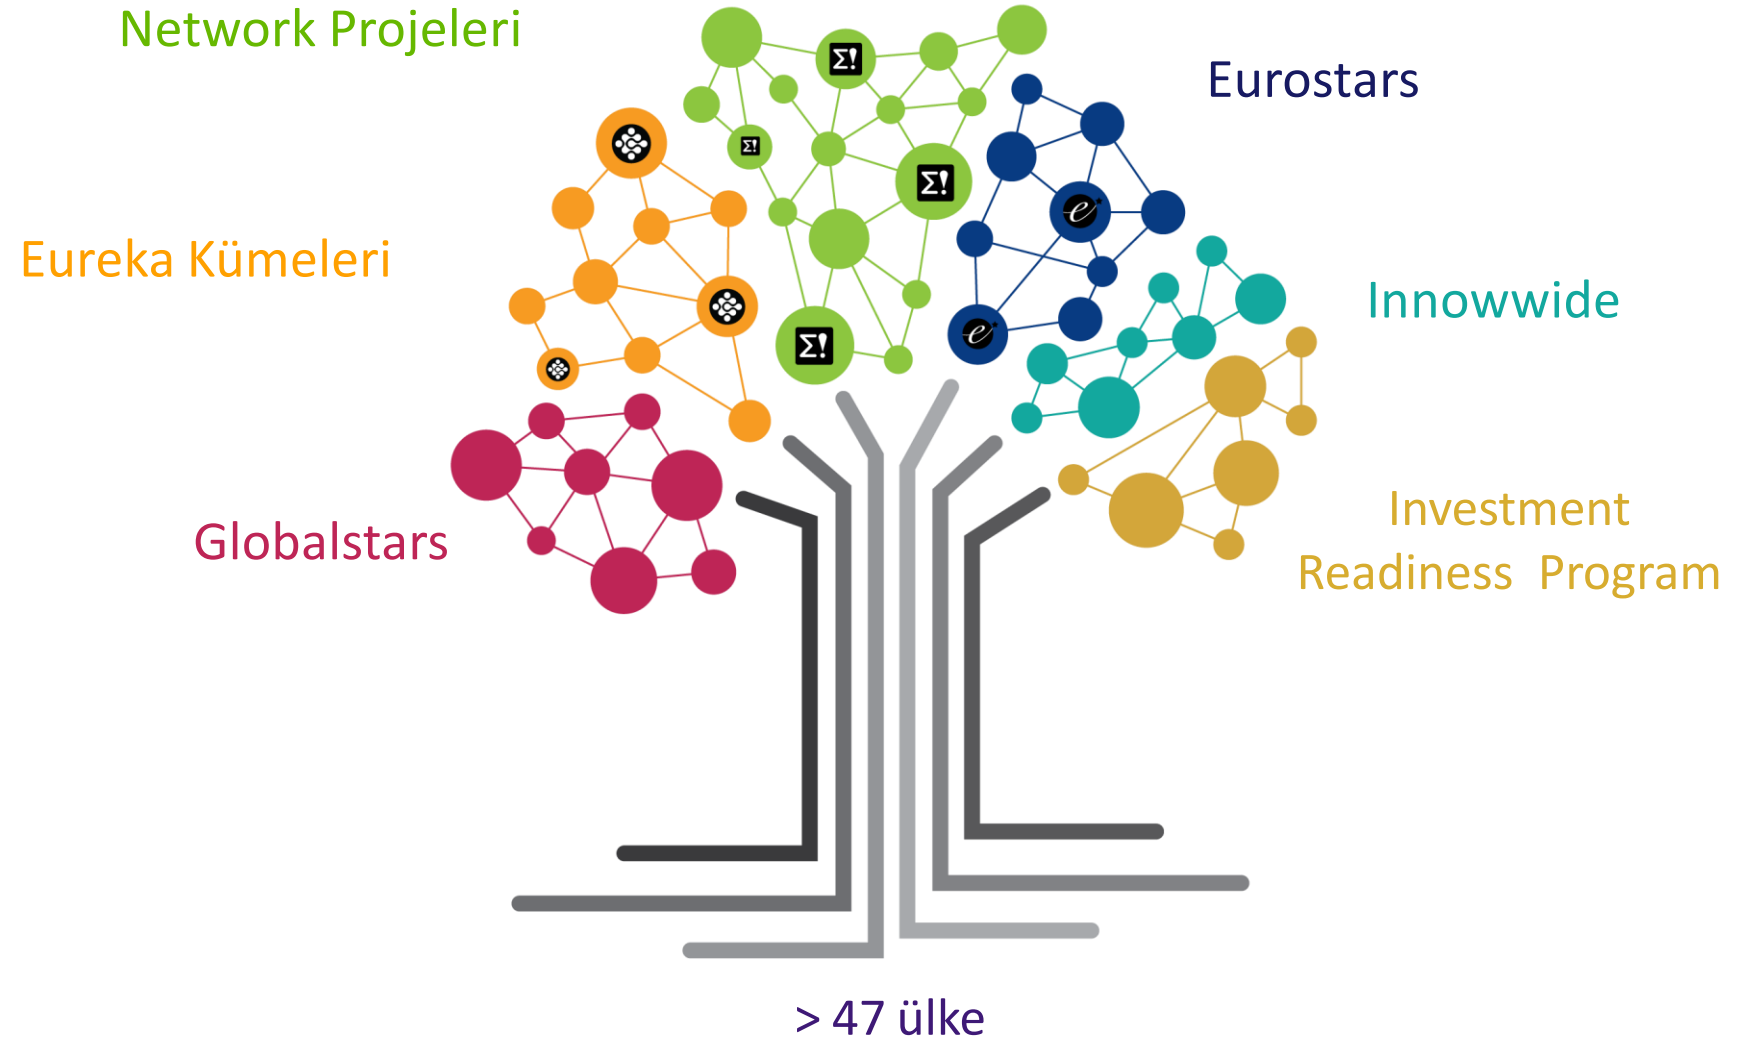 Network Projeleri
Eurostars
Eureka Kümeleri
Innowwide
Globalstars
Investment
Readiness Program
Σ!
Σ!
Σ!
Σ!
e
e
> 47 ülke